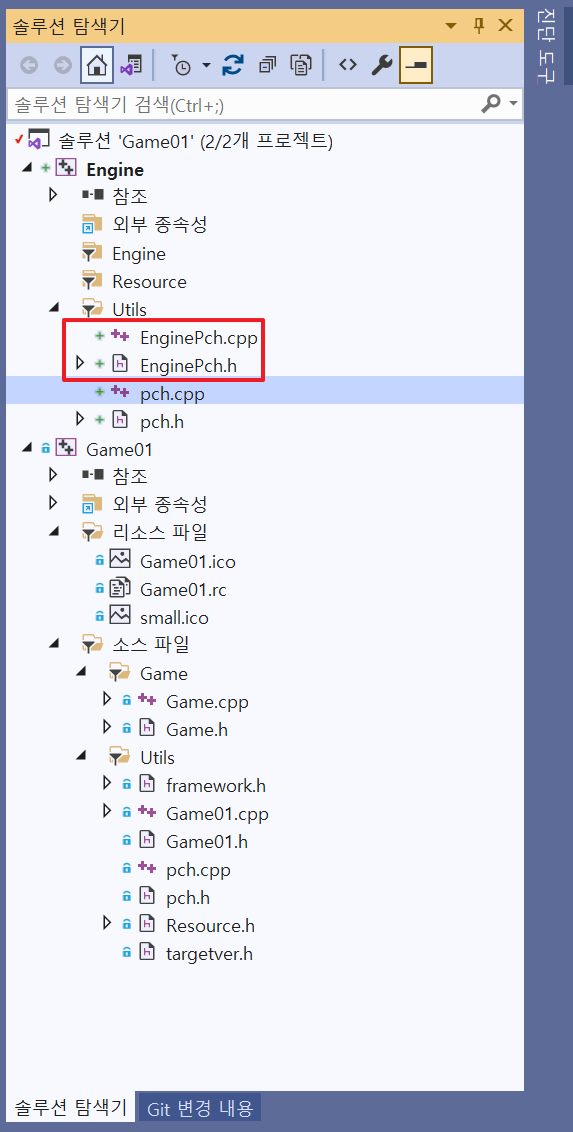 솔루션 탐색기
진단 도구
솔루션 탐색기 검색(Ctrl+;)
솔루션 'Game01' (2/2개 프로젝트)
Engine
참조
외부 종속성
Engine
Resource
Utils
EnginePch.cpp
EnginePch.h
pch.cpp
pch.h
Game01
참조
외부 종속성
리소스 파일
Game01.ico
Game01.rc
small.ico
소스 파일
Game
Game.cpp
Game.h
Utils
framework.h
Game01.cpp
Game01.h
pch.cpp
pch.h
Resource.h
targetver.h
솔루션 탐색기
Git 변경 내용